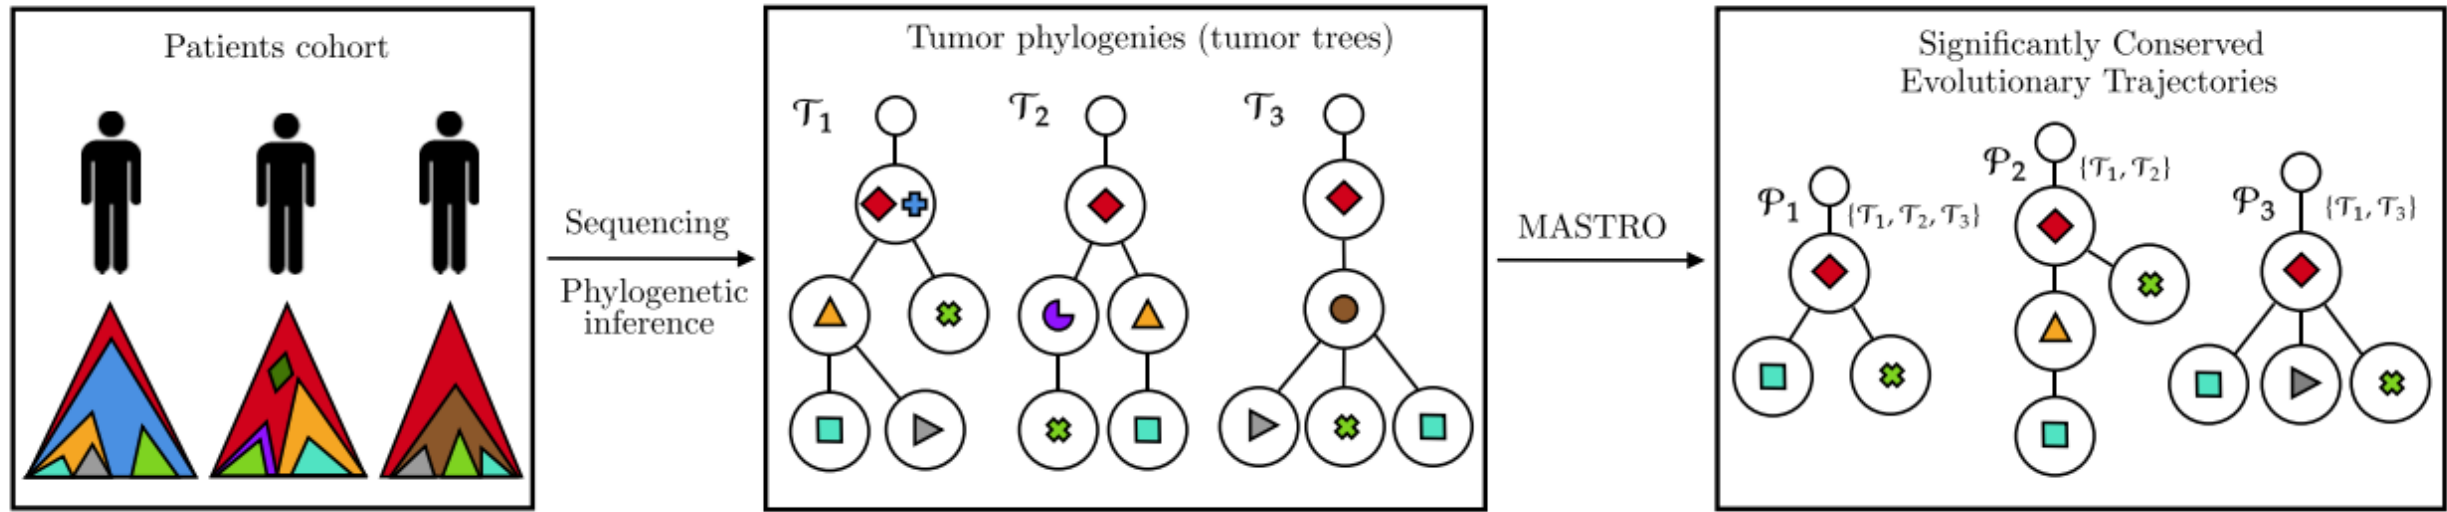 Patients cohort
Sequencing
Phylogenetic
inference
Tumor phylogenies (tumor trees)
𝒯1
𝒯2
𝒯3
MASTRO
Significantly Conserved
Evolutionary Trajectories
𝒫1
{𝒯1, 𝒯2, 𝒯3}
𝒫2
{𝒯1, 𝒯2}
𝒫3
{𝒯1, 𝒯3}